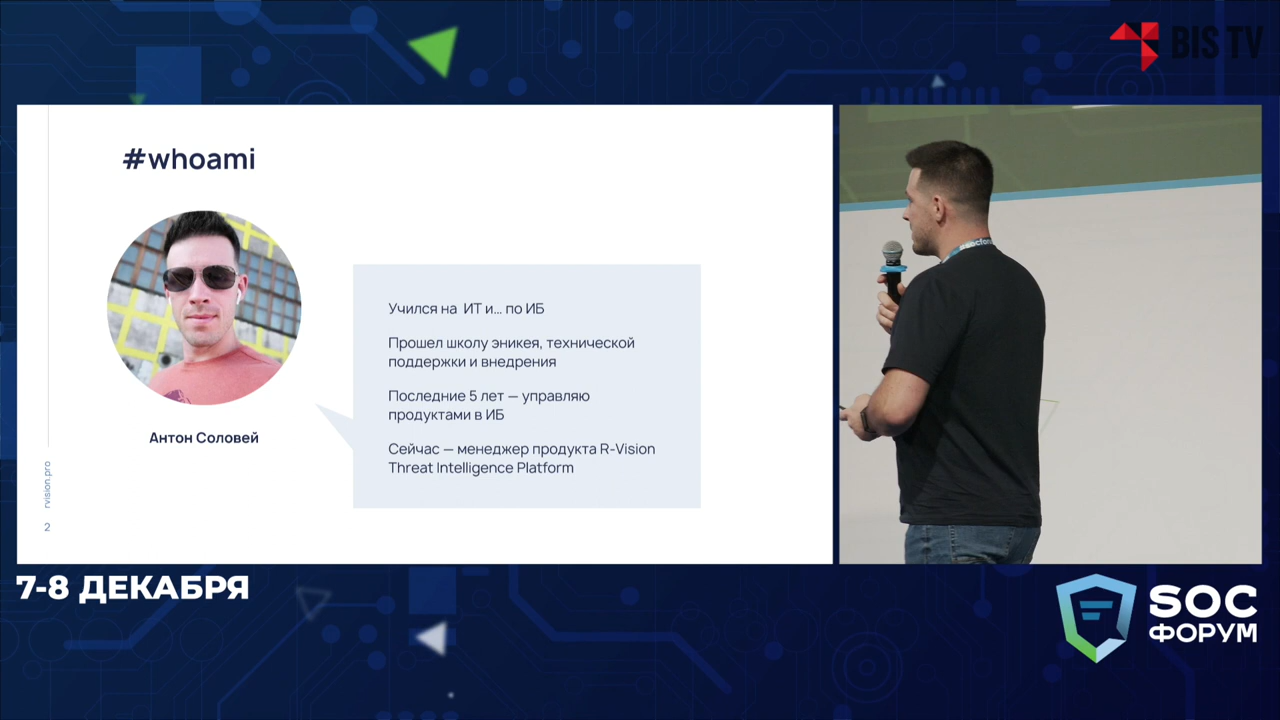 BIS TV
#whoami
Учился на ИТ и... по ИБ
Прошел школу эникея, технической
поддержки и внедрения
Последние 5 лет — управляю
продуктами в ИБ
Сейчас — менеджер продукта R-Vision
Threat Intelligence Platform
Антон Соловей
rvision.pro
2
7-8 ДЕКАБРЯ
SOC
ФОРУМ